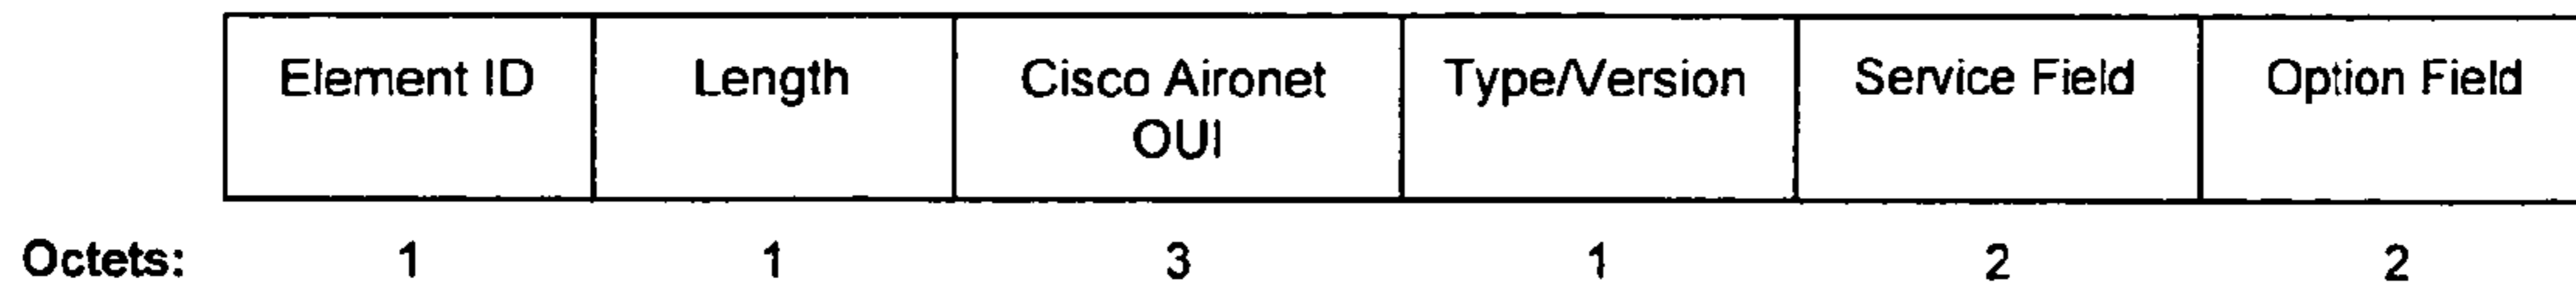 Element ID
Length
Cisco Aironet
OUI
Type/Version
Service Field
Option Field
Octets: 1 1 3 1 2 2